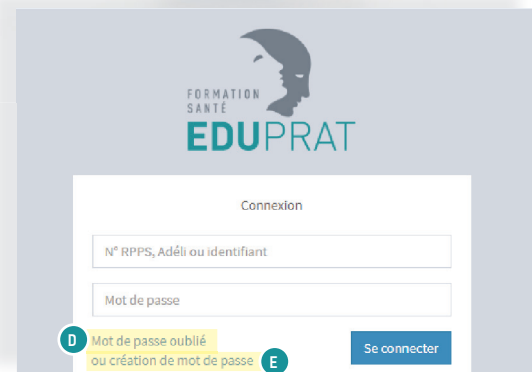 FORMATION
SANTÉ
EDUPRAT
Connexion
N° RPPS, Adéli ou identifiant
Mot de passe
D Mot de passe oublié
ou création de mot de passe E
Se connecter